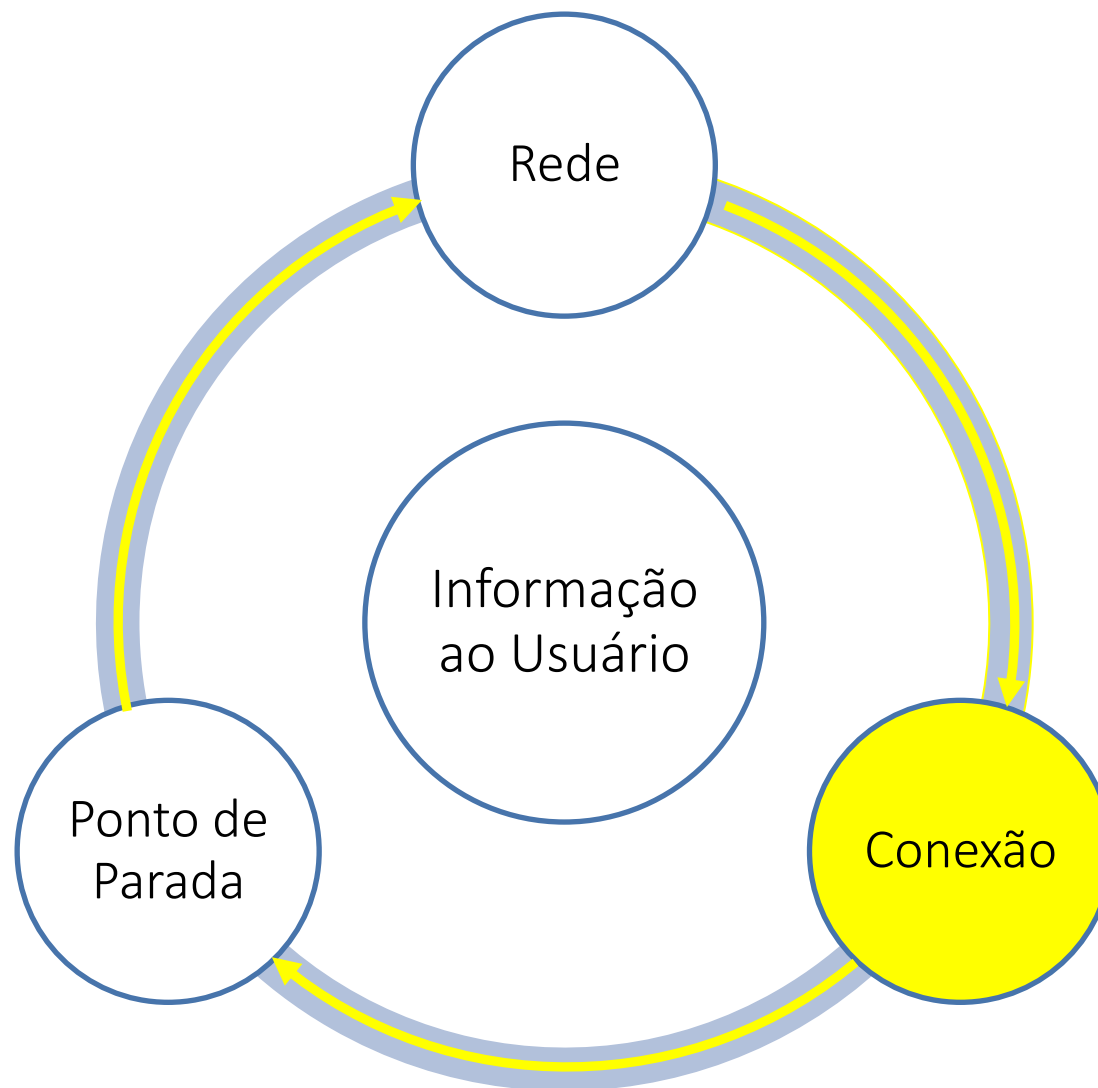 Rede
Informação
ao Usuário
Ponto de
Parada
Conexão